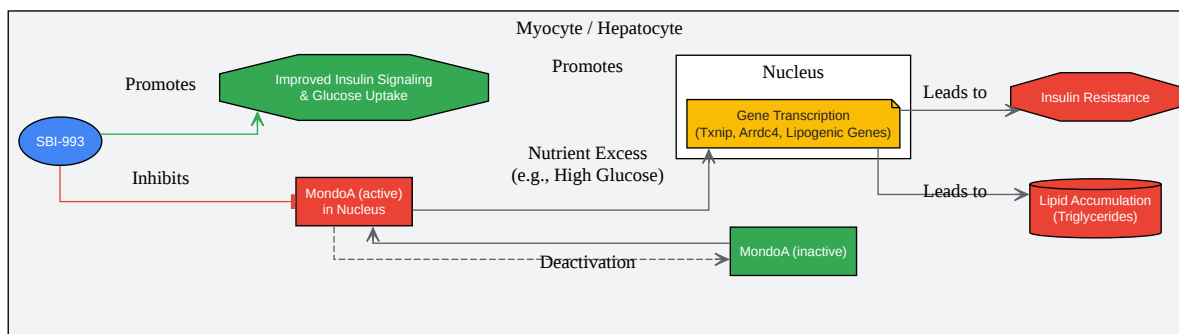 Myocyte / Hepatocyte
Promotes
Improved Insulin Signaling
& Glucose Uptake
Promotes
Nucleus
Gene Transcription
(Txnip, Arrdc4, Lipogenic Genes)
Leads to
Insulin Resistance
SBI-993
Inhibits
Nutrient Excess
(e.g., High Glucose)
MondoA (active)
in Nucleus
Leads to
Lipid Accumulation
(Triglycerides)
MondoA (inactive)
Deactivation